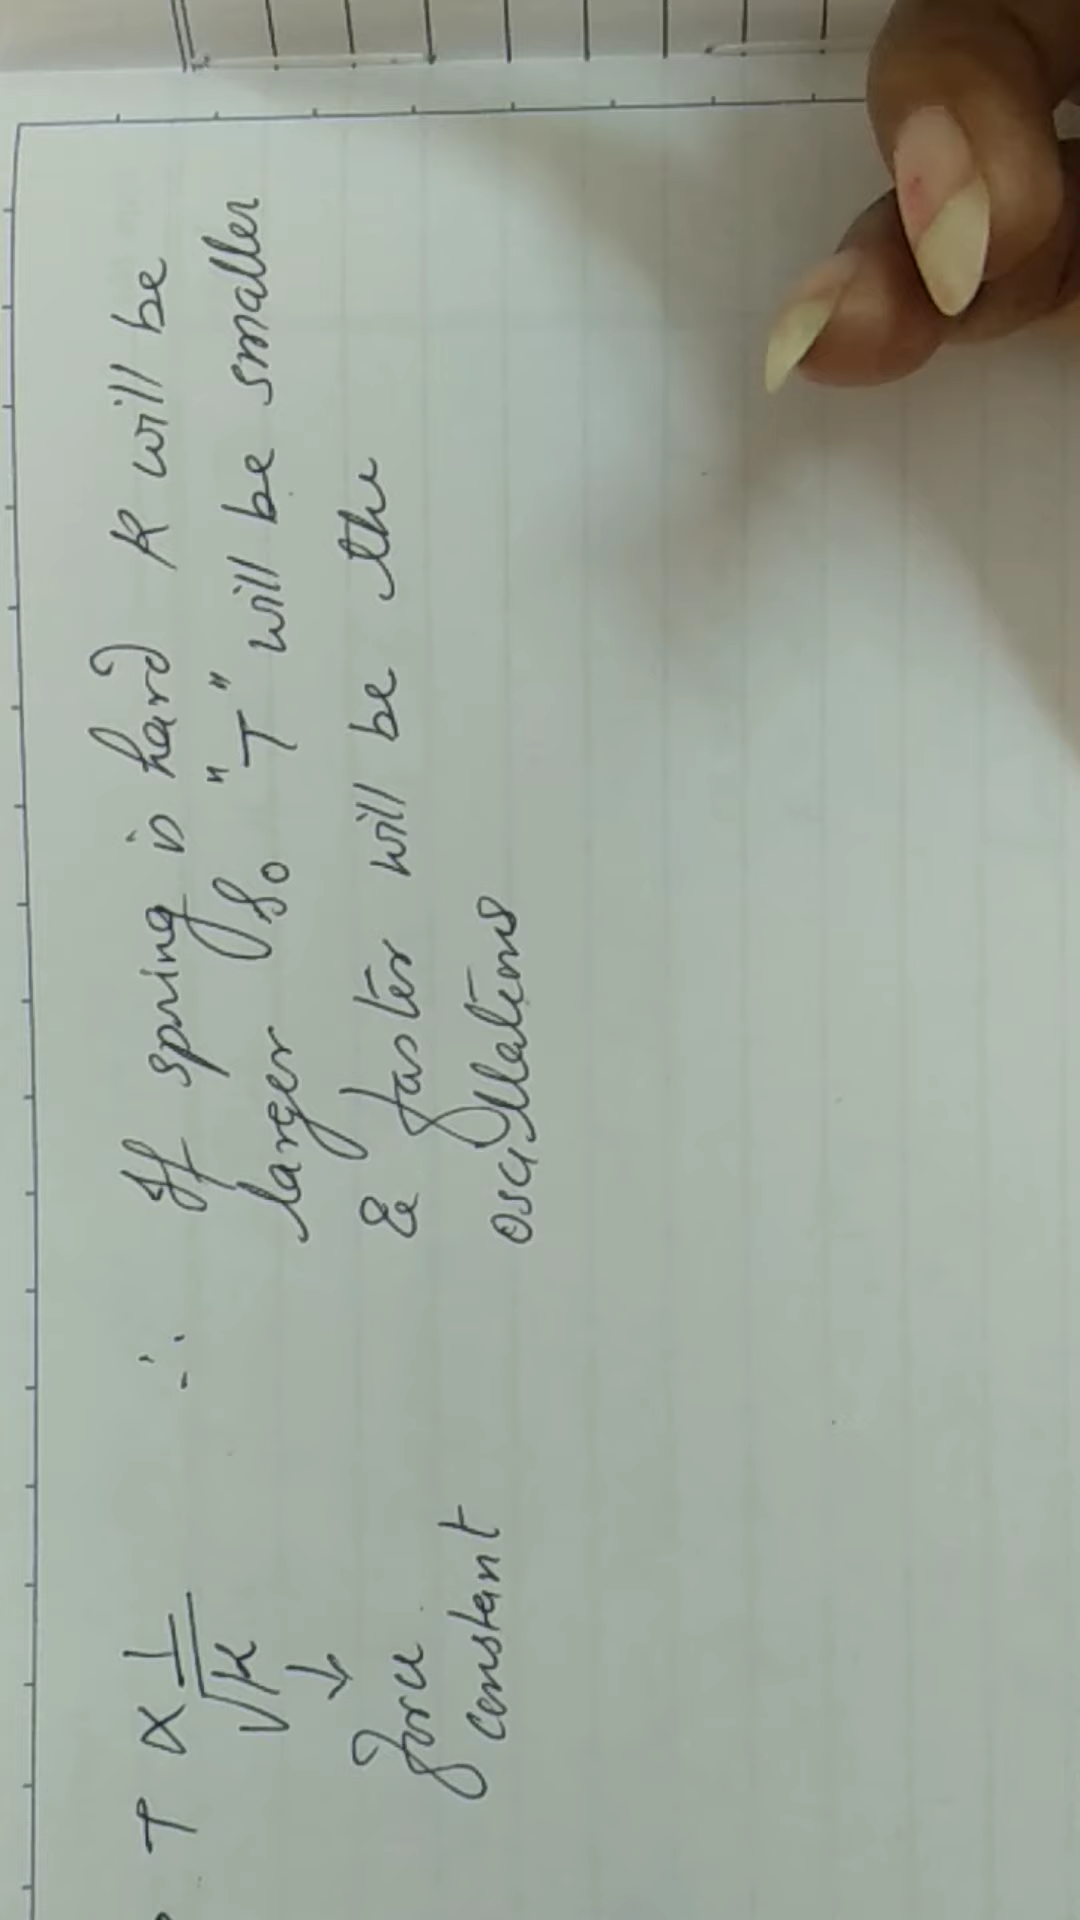 T ∝ 1/√K ∴ If spring is hard K will be
larger So "T" will be smaller
↓
force & faster will be the
constant oscillations